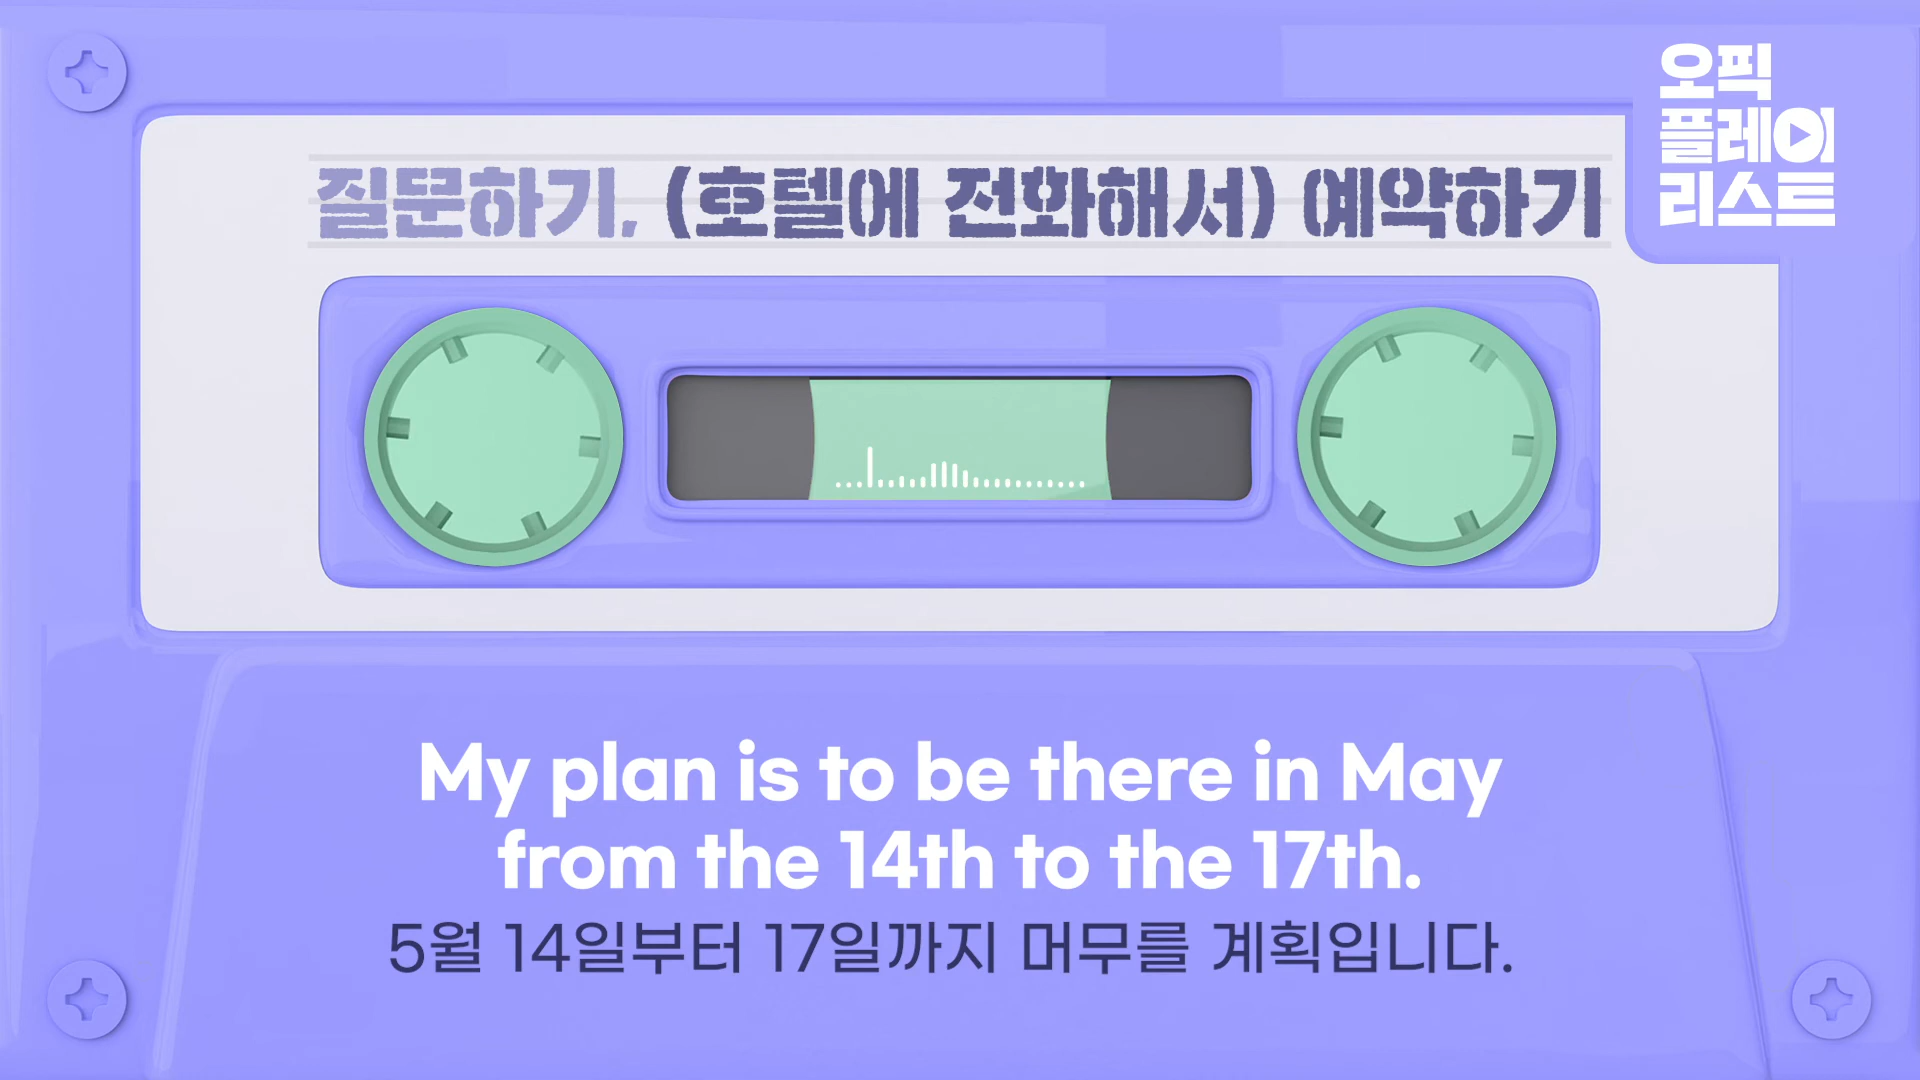 질문하기, (호텔에 전화해서) 예약하기
오픽
플레이
리스트
My plan is to be there in May
from the 14th to the 17th.
5월 14일부터 17일까지 머무를 계획입니다.